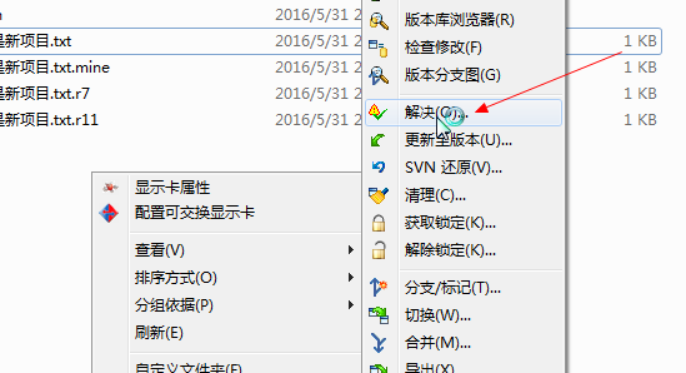 2016/5/31 2
是新项目.txt 2016/5/31 2 1 KB
是新项目.txt.mine 2016/5/31 2 1 KB
是新项目.txt.r7 2016/5/31 2 1 KB
是新项目.txt.r11 2016/5/31 2 1 KB
版本库浏览器(R)
检查修改(F)
版本分支图(G)
解决
更新至版本(U)...
SVN 还原(V)...
清理(C)...
获取锁定(K)...
解除锁定(K)...
分支/标记(T)...
切换(W)...
合并(M)...
导出(X)
显示卡属性
配置可交换显示卡
查看(V)
排序方式(O)
分组依据(P)
刷新(E)
自定义文件夹(F)